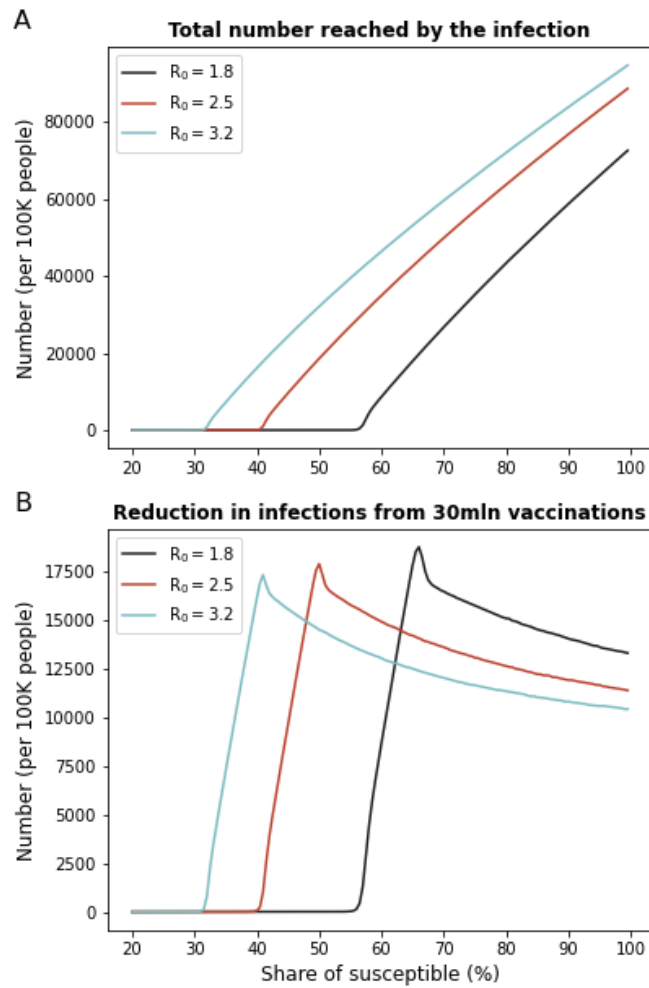 A
Total number reached by the infection
R₀ = 1.8
R₀ = 2.5
R₀ = 3.2
Number (per 100K people)
80000
60000
40000
20000
0
20 30 40 50 60 70 80 90 100
B
Reduction in infections from 30mln vaccinations
R₀ = 1.8
R₀ = 2.5
R₀ = 3.2
Number (per 100K people)
17500
15000
12500
10000
7500
5000
2500
0
20 30 40 50 60 70 80 90 100
Share of susceptible (%)